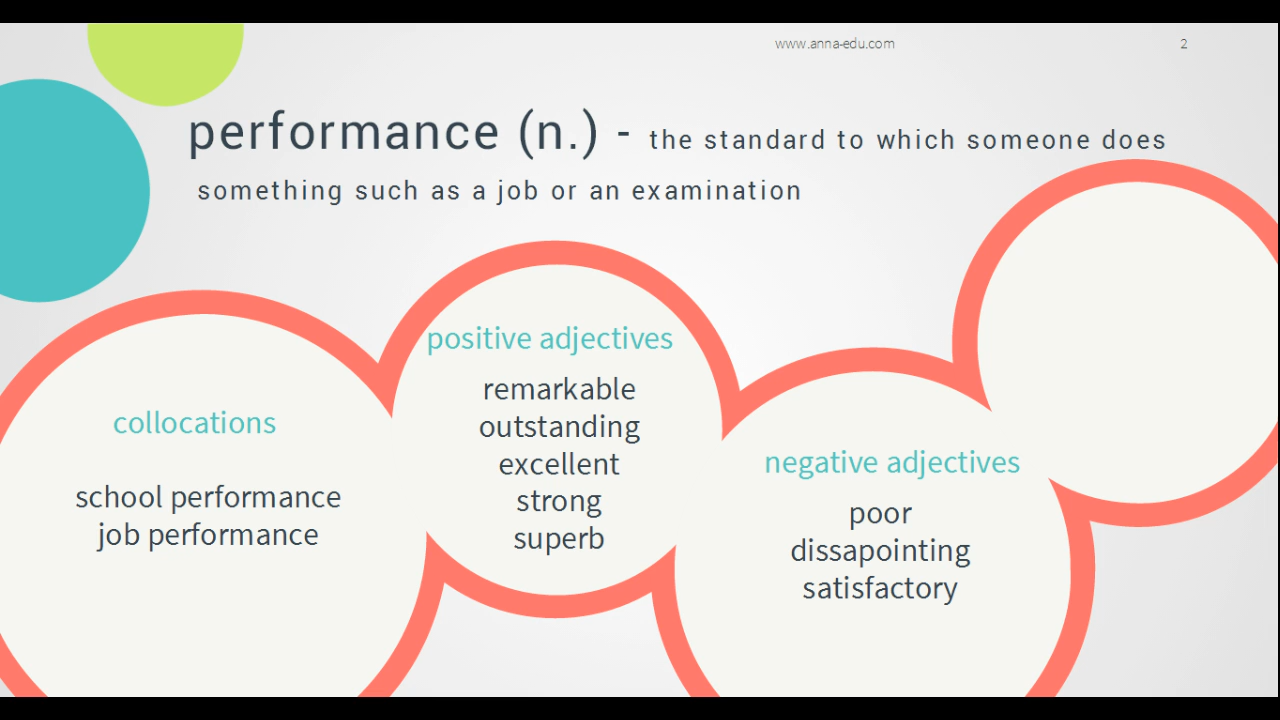 www.anna-edu.com
2
performance (n.) - the standard to which someone does
something such as a job or an examination
collocations
school performance
job performance
positive adjectives
remarkable
outstanding
excellent
strong
superb
negative adjectives
poor
dissapointing
satisfactory